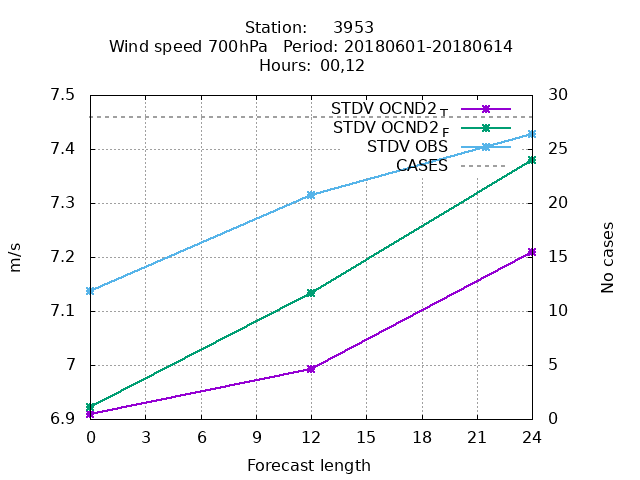 Station: 3953
Wind speed 700hPa Period: 20180601-20180614
Hours: 00,12
7.5
7.4
7.3
7.2
7.1
7
6.9
m/s
STDV OCND2 T
STDV OCND2 F
STDV OBS
CASES
30
25
20
15
10
5
0
No cases
0 3 6 9 12 15 18 21 24
Forecast length